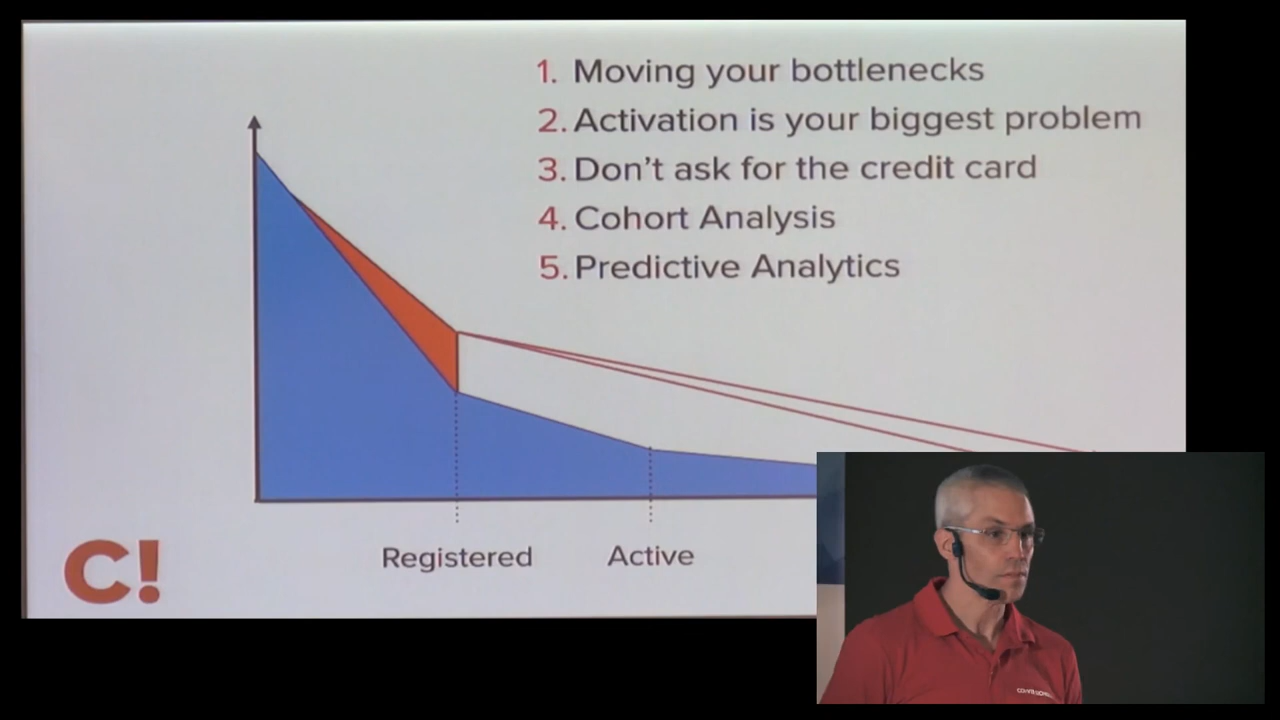 1. Moving your bottlenecks
2. Activation is your biggest problem
3. Don't ask for the credit card
4. Cohort Analysis
5. Predictive Analytics
Registered
Active
C!